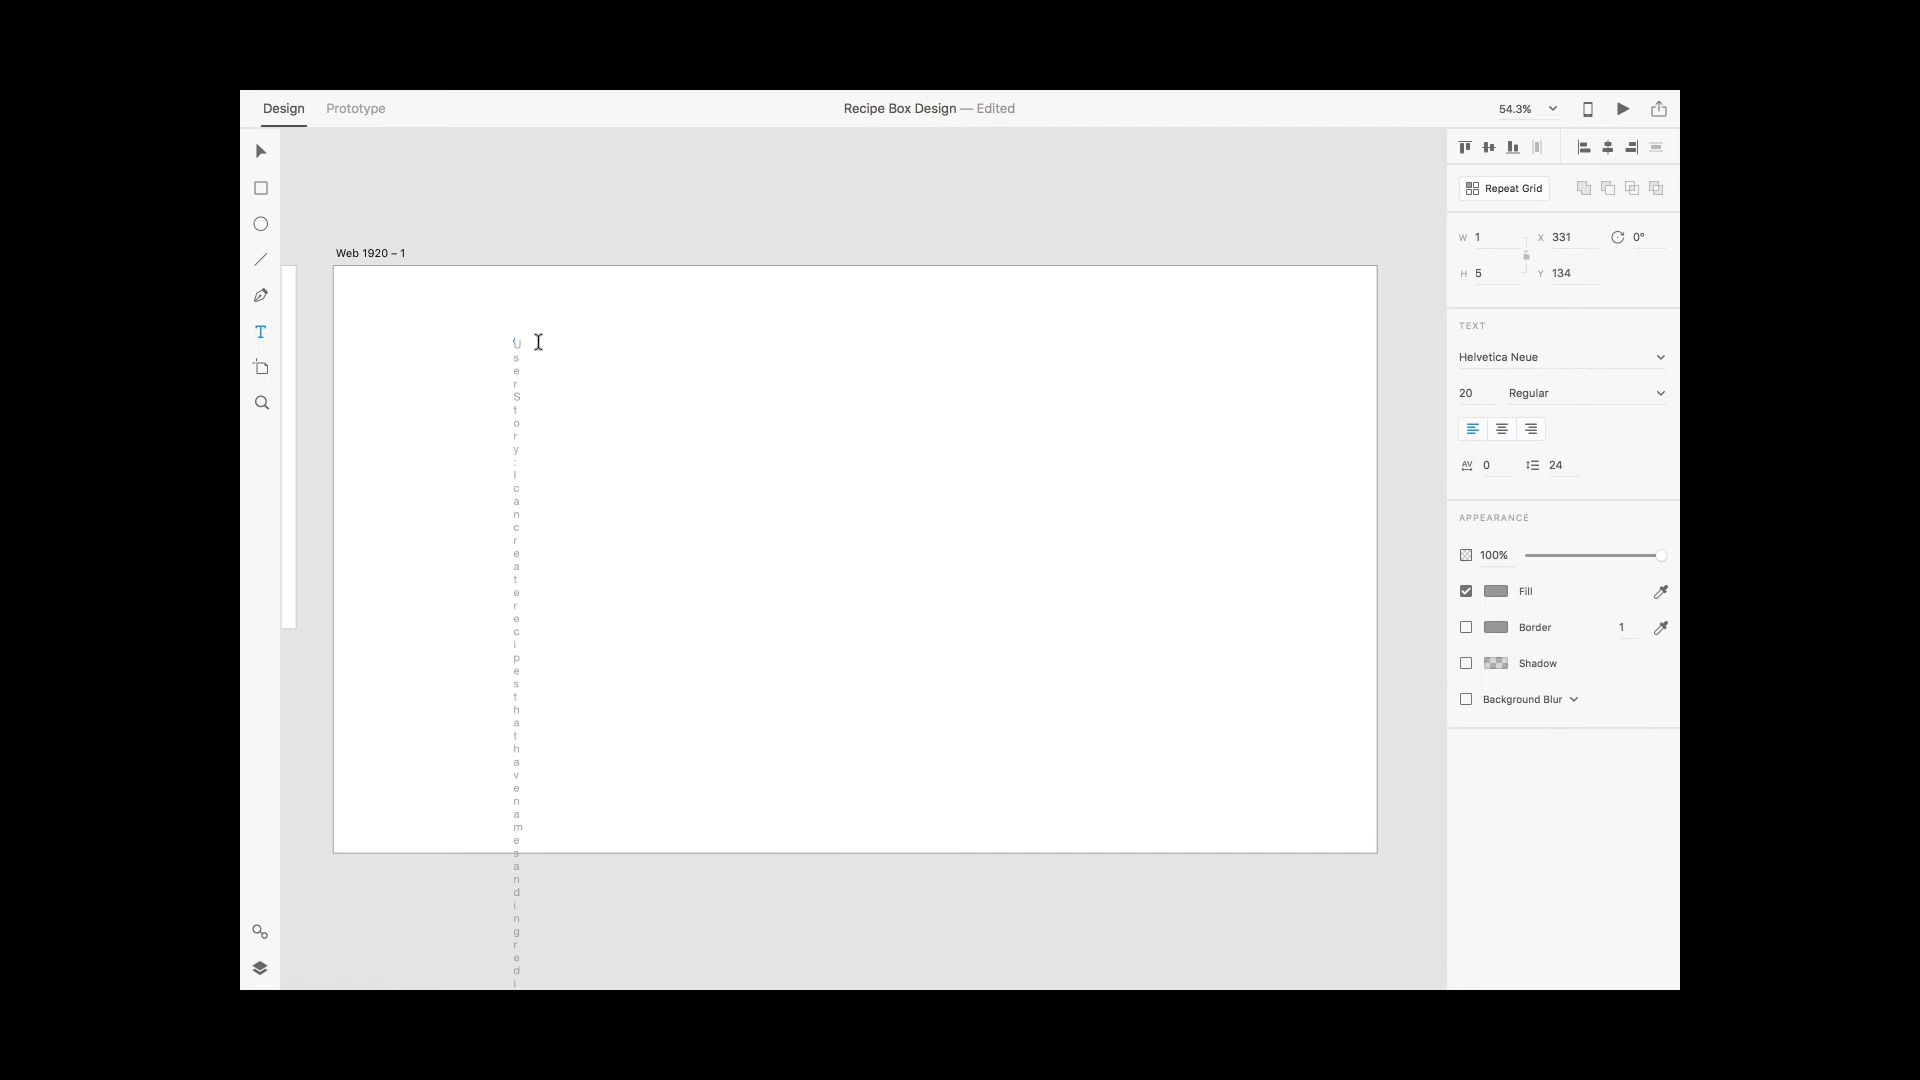 Design
Prototype
Recipe Box Design — Edited
54.3%
Repeat Grid
W 1
X 331
0°
H 5
Y 134
TEXT
Helvetica Neue
20
Regular
AV 0
24
APPEARANCE
100%
Fill
Border
1
Shadow
Background Blur
T
Web 1920 – 1
U
s
e
r
S
t
o
r
y
:
I
c
a
n
c
r
e
a
t
e
r
e
c
i
p
e
s
t
h
a
t
h
a
v
e
n
a
m
e
s
a
n
d
i
n
g
r
e
d
i